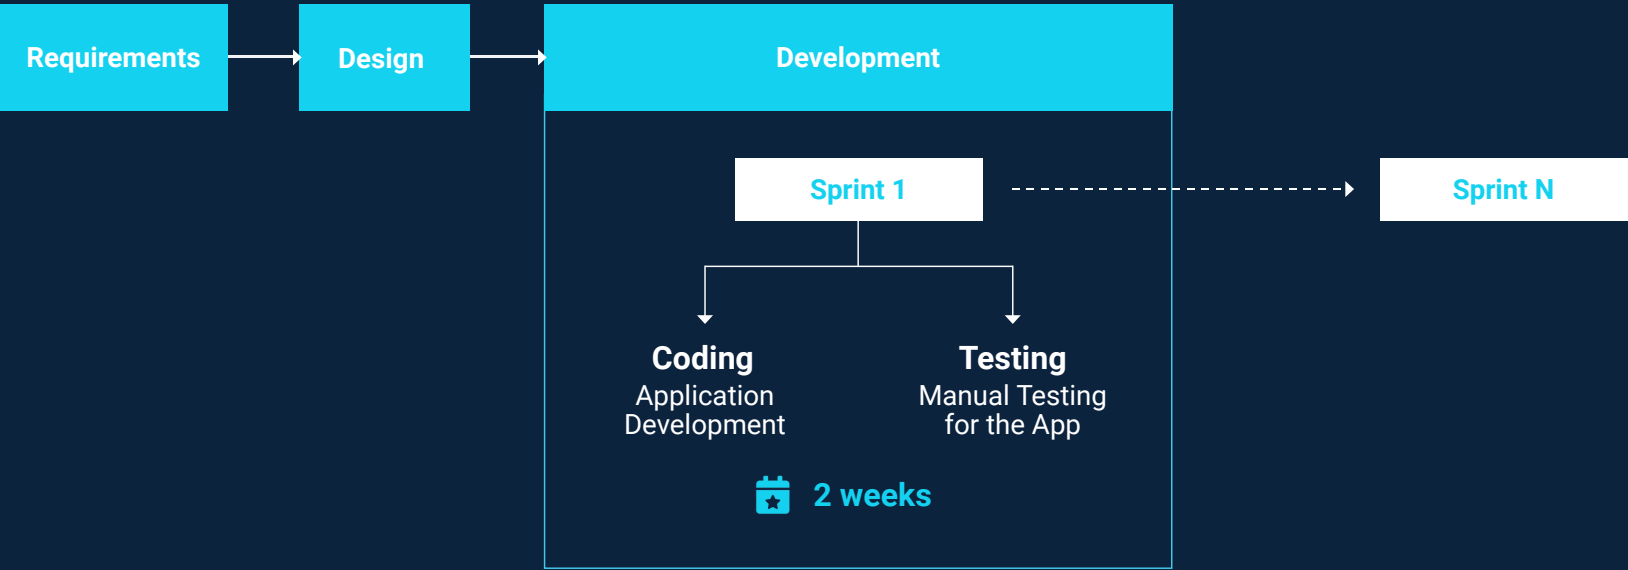 Requirements
Design
Development
Sprint 1
Sprint N
Coding
Application
Development
Testing
Manual Testing
for the App
2 weeks